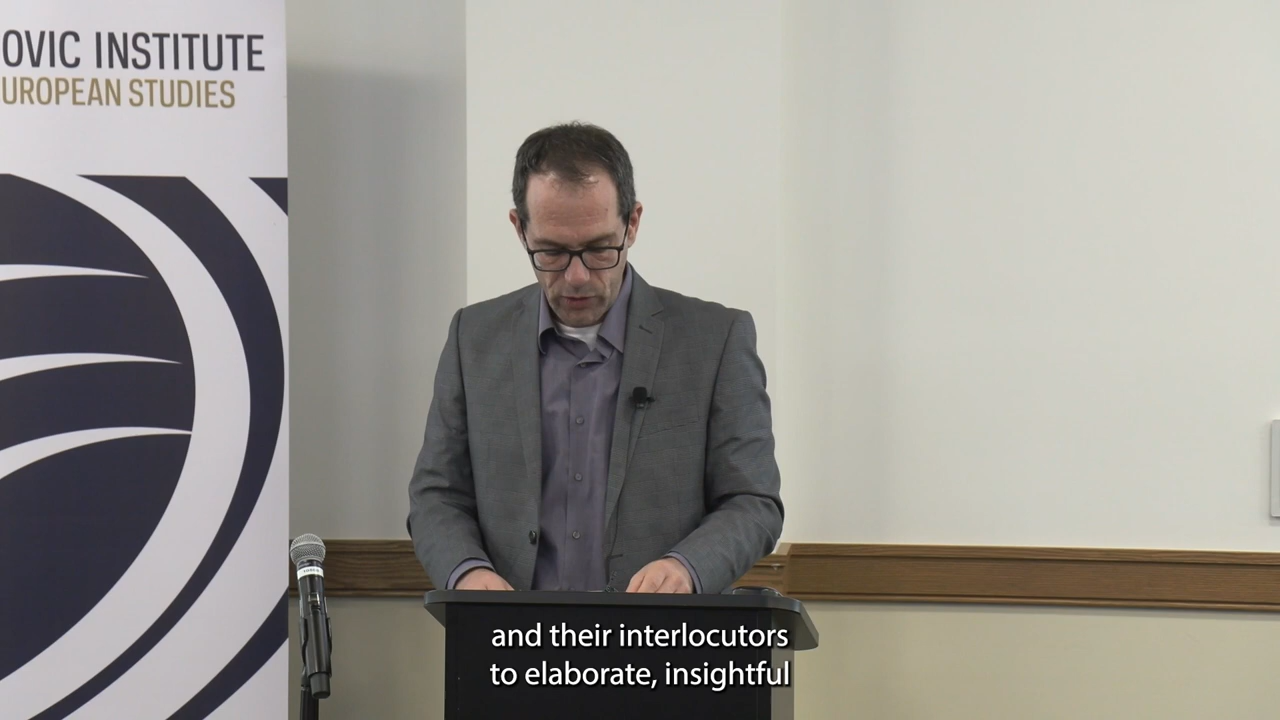 OVIC INSTITUTE
UROPEAN STUDIES
and their interlocutors
to elaborate, insightful